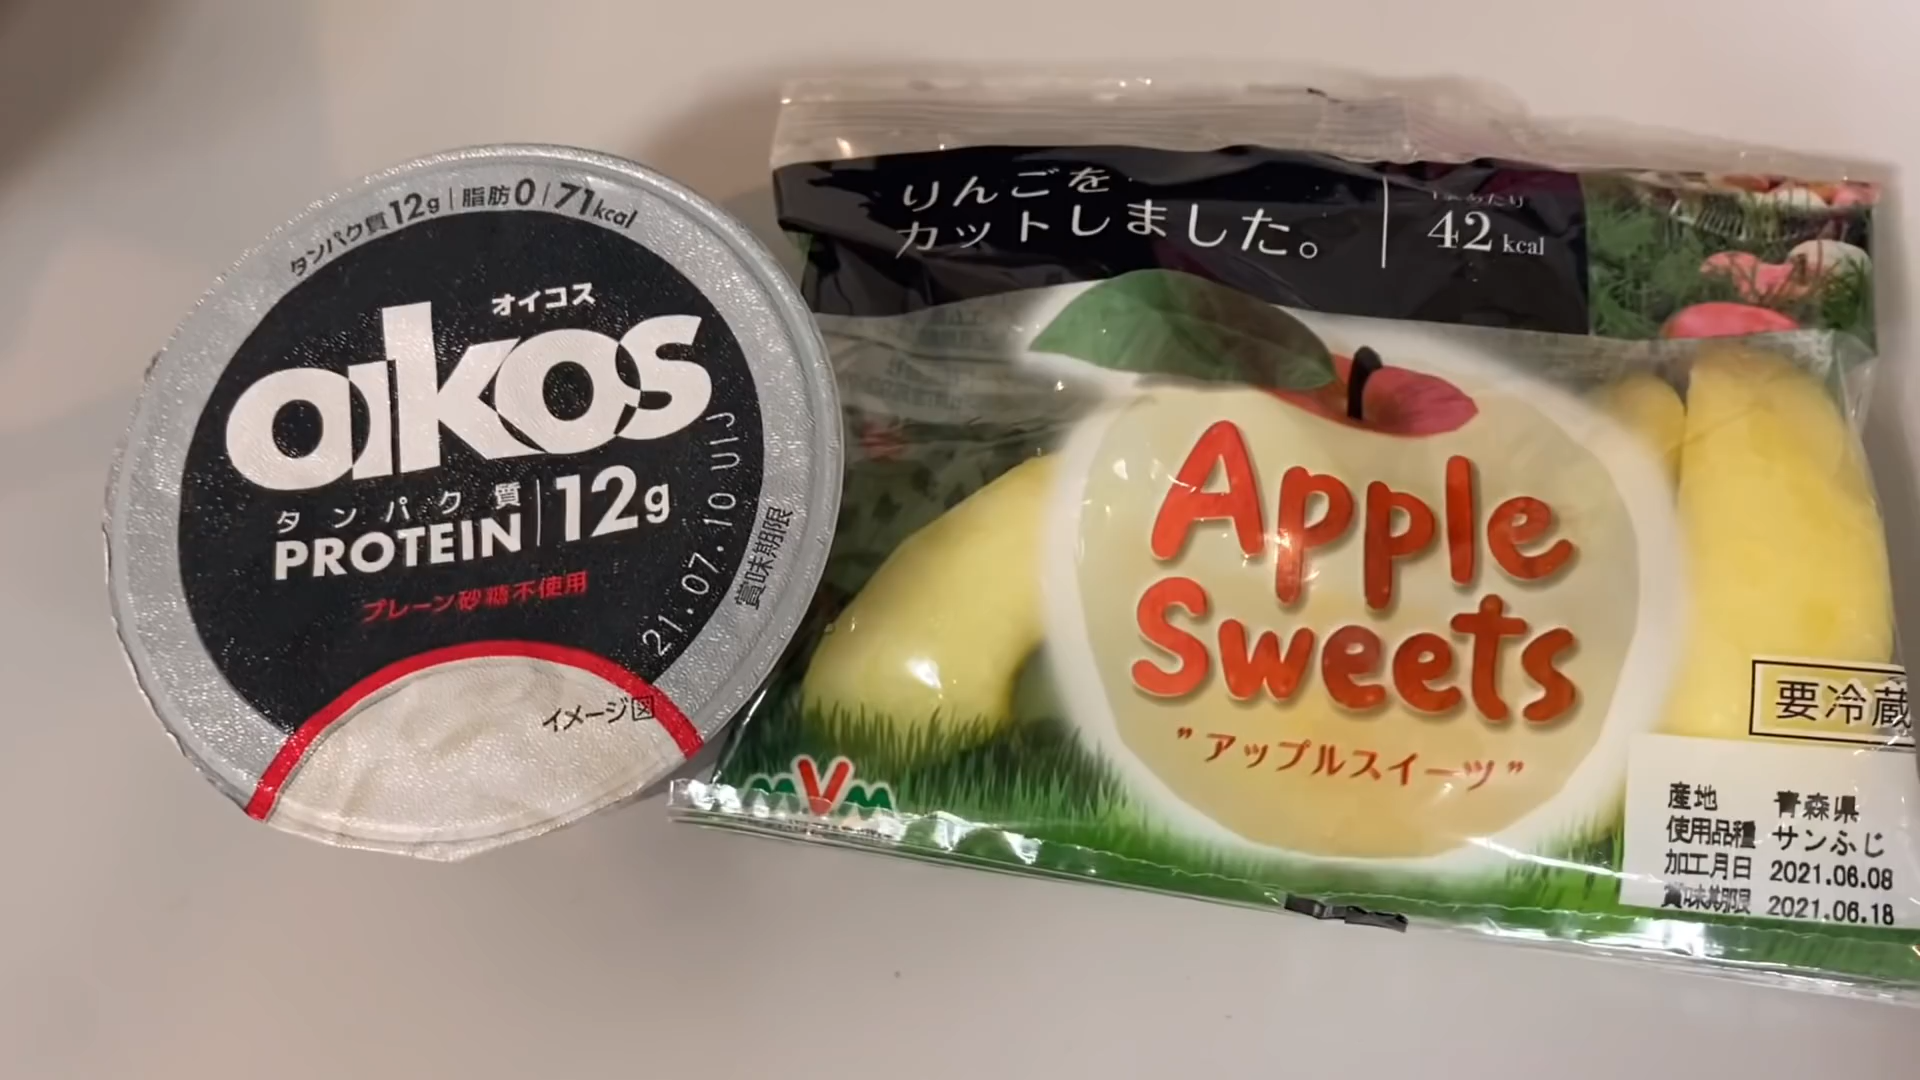 タンパク質12g|脂肪0/71kcal
オイコス
oikos
タンパク質
PROTEIN|12g
プレーン砂糖不使用
イメージ図
21.07.10 UIJ
賞味期限
りんごを
カットしました。
42 kcal
Apple
Sweets
"アップルスイーツ"
MVM
要冷蔵
産地 青森県
使用品種 サンふじ
加工月日 2021.06.08
賞味期限 2021.06.18